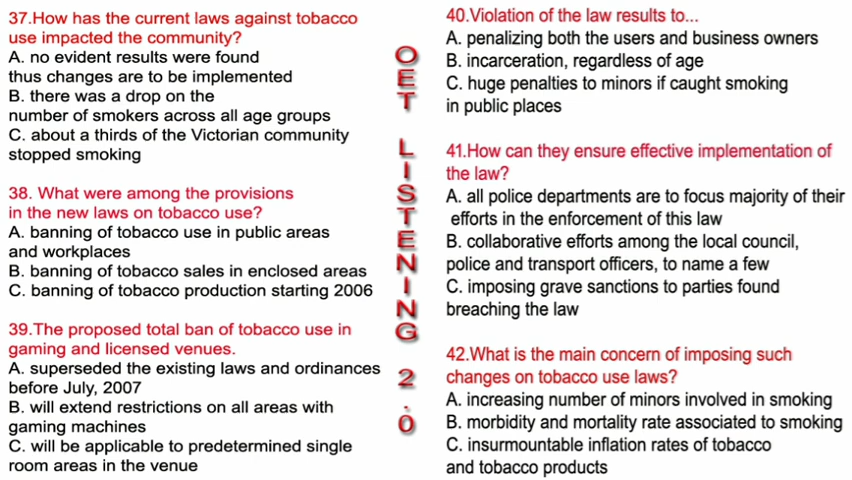 37.How has the current laws against tobacco
use impacted the community?
A. no evident results were found
thus changes are to be implemented
B. there was a drop on the
number of smokers across all age groups
C. about a thirds of the Victorian community
stopped smoking
38. What were among the provisions
in the new laws on tobacco use?
A. banning of tobacco use in public areas
and workplaces
B. banning of tobacco sales in enclosed areas
C. banning of tobacco production starting 2006
39.The proposed total ban of tobacco use in
gaming and licensed venues.
A. superseded the existing laws and ordinances
before July, 2007
B. will extend restrictions on all areas with
gaming machines
C. will be applicable to predetermined single
room areas in the venue
OET LISTENING 2.0
40.Violation of the law results to...
A. penalizing both the users and business owners
B. incarceration, regardless of age
C. huge penalties to minors if caught smoking
in public places
41.How can they ensure effective implementation of
the law?
A. all police departments are to focus majority of their
efforts in the enforcement of this law
B. collaborative efforts among the local council,
police and transport officers, to name a few
C. imposing grave sanctions to parties found
breaching the law
42.What is the main concern of imposing such
changes on tobacco use laws?
A. increasing number of minors involved in smoking
B. morbidity and mortality rate associated to smoking
C. insurmountable inflation rates of tobacco
and tobacco products